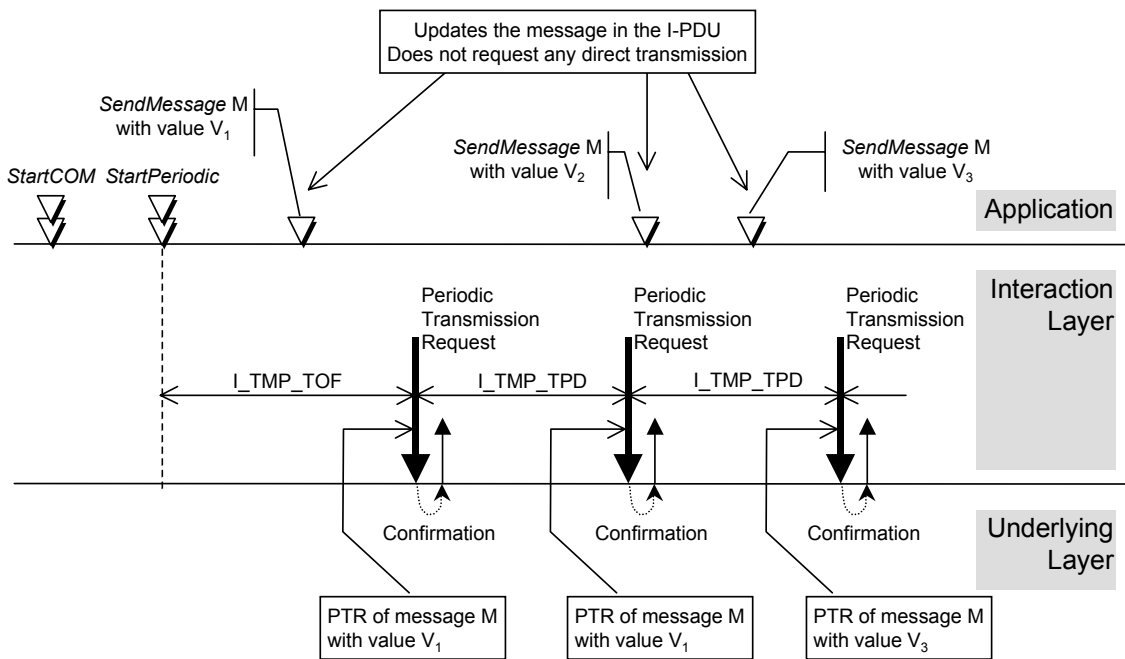 Updates the message in the I-PDU
Does not request any direct transmission
SendMessage M
with value V1
SendMessage M
with value V2
SendMessage M
with value V3
StartCOM
StartPeriodic
Application
Interaction
Layer
Periodic
Transmission
Request
Periodic
Transmission
Request
Periodic
Transmission
Request
I_TMP_TOF
I_TMP_TPD
I_TMP_TPD
Confirmation
Confirmation
Confirmation
Underlying
Layer
PTR of message M
with value V1
PTR of message M
with value V1
PTR of message M
with value V3